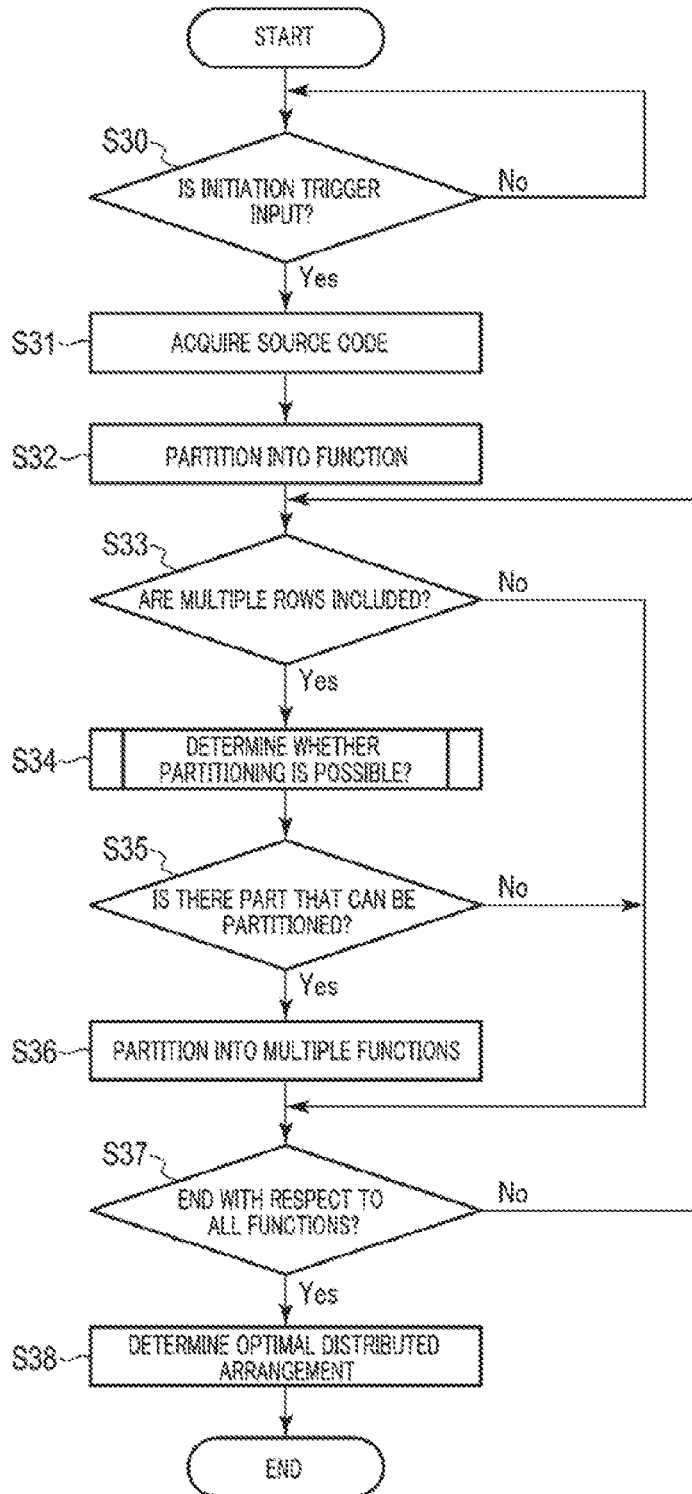 START
S30
IS INITIATION TRIGGER
INPUT?
No
Yes
S31
ACQUIRE SOURCE CODE
S32
PARTITION INTO FUNCTION
S33
ARE MULTIPLE ROWS INCLUDED?
No
Yes
S34
DETERMINE WHETHER
PARTITIONING IS POSSIBLE?
S35
IS THERE PART THAT CAN BE
PARTITIONED?
No
Yes
S36
PARTITION INTO MULTIPLE FUNCTIONS
S37
END WITH RESPECT TO
ALL FUNCTIONS?
No
Yes
S38
DETERMINE OPTIMAL DISTRIBUTED
ARRANGEMENT
END